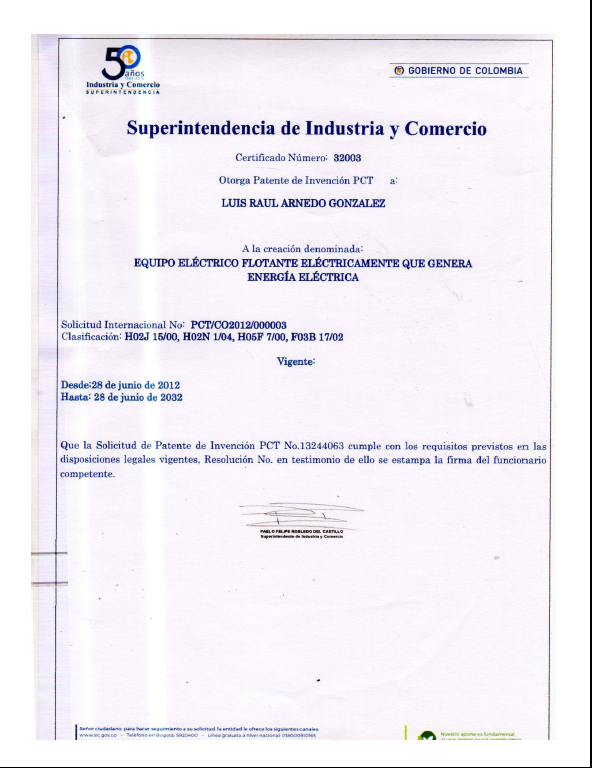 50
años
Industria y Comercio
SUPERINTENDENCIA
GOBIERNO DE COLOMBIA
Superintendencia de Industria y Comercio
Certificado Número: 32003
Otorga Patente de Invención PCT a:
LUIS RAUL ARNEDO GONZALEZ
A la creación denominada:
EQUIPO ELÉCTRICO FLOTANTE ELÉCTRICAMENTE QUE GENERA
ENERGÍA ELÉCTRICA
Solicitud Internacional No: PCT/CO2012/000003
Clasificación: H02J 15/00, H02N 1/04, H05F 7/00, F03B 17/02
Vigente:
Desde:28 de junio de 2012
Hasta: 28 de junio de 2032
Que la Solicitud de Patente de Invención PCT No.13244063 cumple con los requisitos previstos en las
disposiciones legales vigentes, Resolución No. en testimonio de ello se estampa la firma del funcionario
competente.
PABLO FELIPE ROBLEDO DEL CASTILLO
Superintendente de Industria y Comercio
Señor ciudadano, para hacer seguimiento a su solicitud, la entidad le ofrece los siguientes canales:
www.sic.gov.co - Teléfono en Bogotá: 5920400 - Línea gratuita a nivel nacional: 018000910165
Nuestro aporte es fundamental,